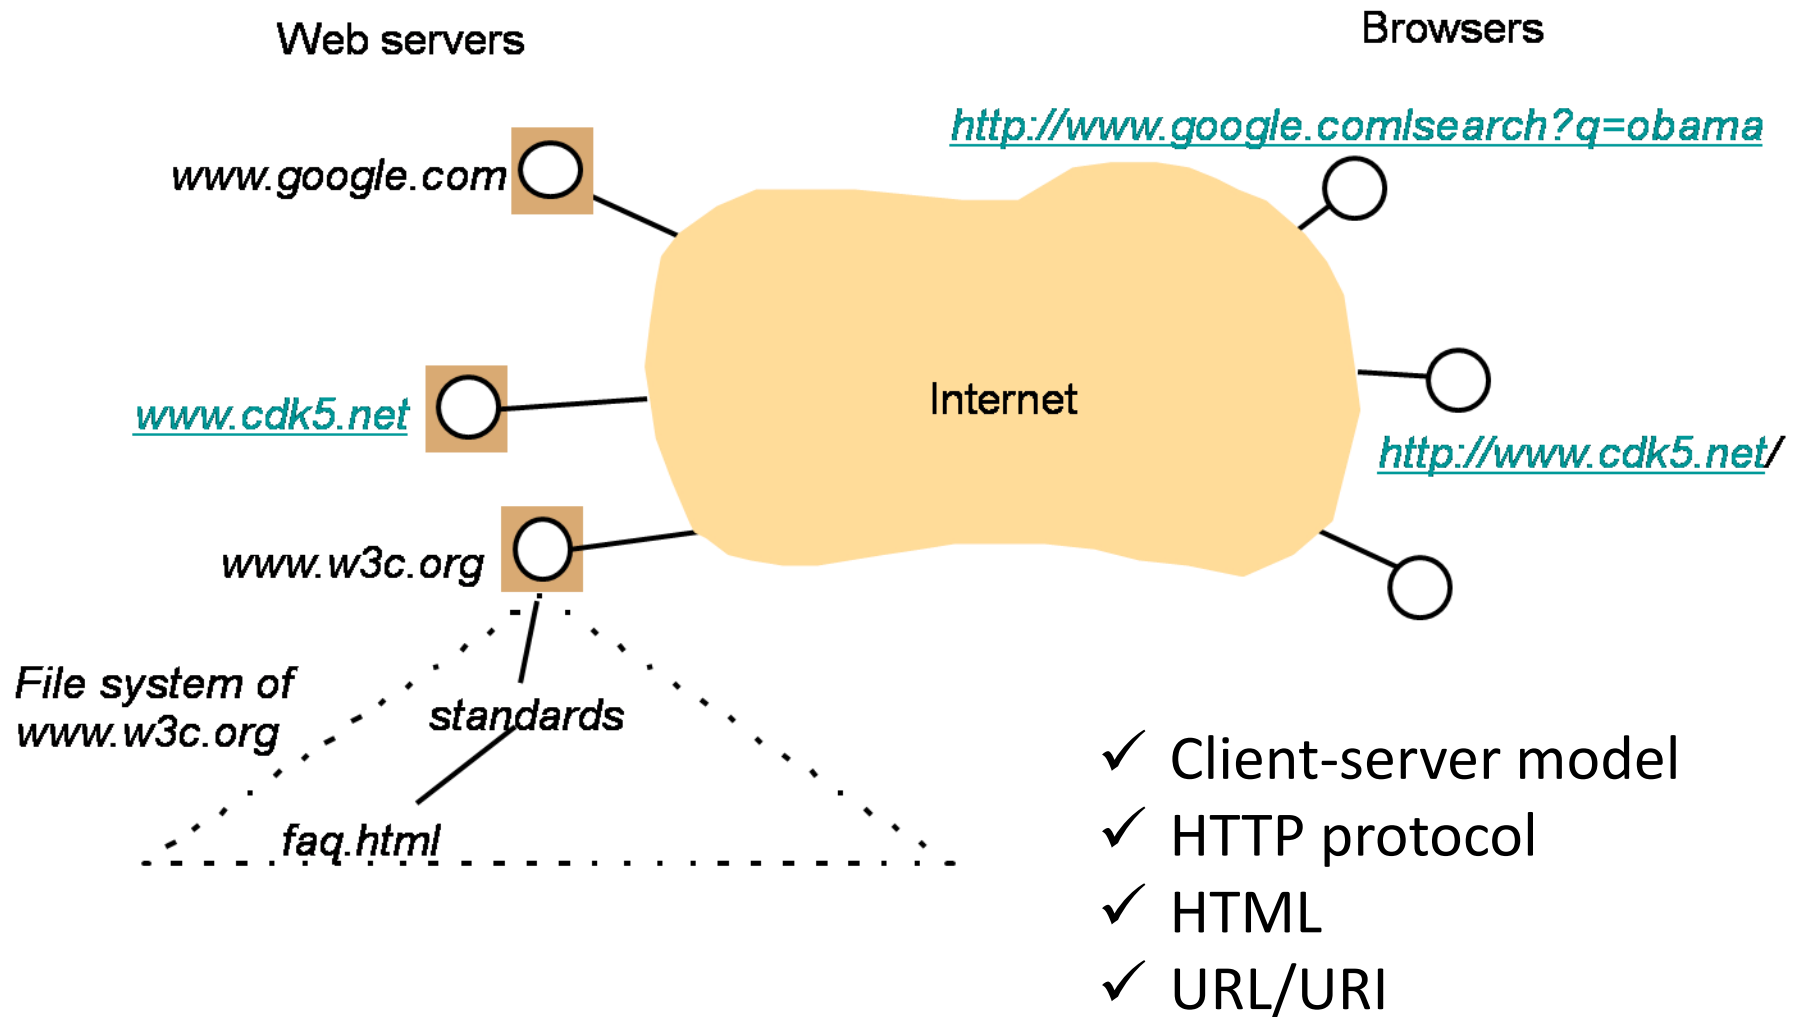 Web servers
Browsers
http://www.google.comlsearch?q=obama
www.google.com
Internet
www.cdk5.net
http://www.cdk5.net/
www.w3c.org
File system of
www.w3c.org
standards
faq.html
✓ Client-server model
✓ HTTP protocol
✓ HTML
✓ URL/URI